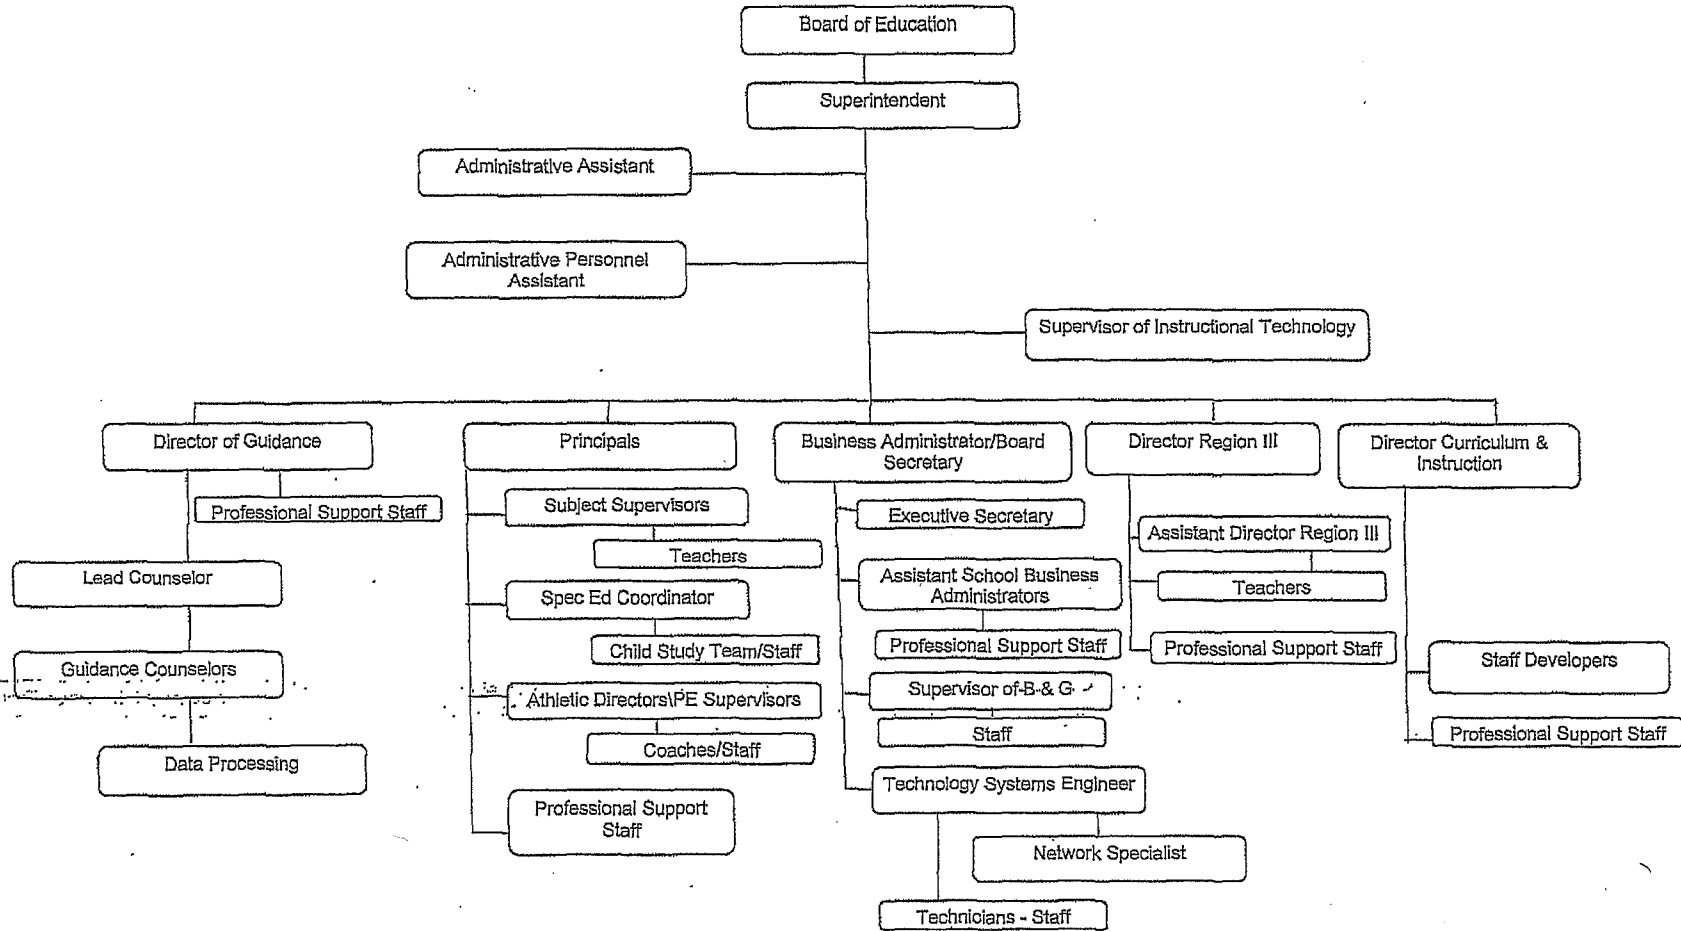 Board of Education
Superintendent
Administrative Assistant
Administrative Personnel
Assistant
Supervisor of Instructional Technology
Director of Guidance
Professional Support Staff
Lead Counselor
Guidance Counselors
Data Processing
Principals
Subject Supervisors
Teachers
Spec Ed Coordinator
Child Study Team/Staff
Athletic Directors\PE Supervisors
Coaches/Staff
Professional Support
Staff
Business Administrator/Board
Secretary
Executive Secretary
Assistant School Business
Administrators
Professional Support Staff
Supervisor of B & G
Staff
Technology Systems Engineer
Network Specialist
Technicians - Staff
Director Region III
Assistant Director Region III
Teachers
Professional Support Staff
Director Curriculum &
Instruction
Staff Developers
Professional Support Staff